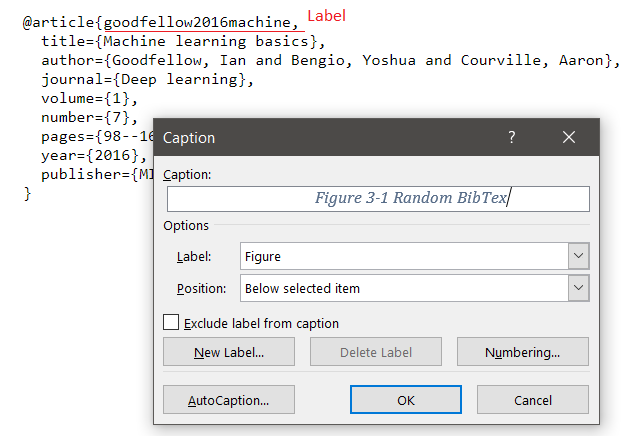 @article{goodfellow2016machine, Label
title={Machine learning basics},
author={Goodfellow, Ian and Bengio, Yoshua and Courville, Aaron},
journal={Deep learning},
volume={1},
number={7},
pages={98--16
year={2016},
publisher={MI
}
Caption ? ×
Caption:
Figure 3-1 Random BibTex
Options
Label: Figure
Position: Below selected item
Exclude label from caption
New Label... Delete Label Numbering...
AutoCaption... OK Cancel